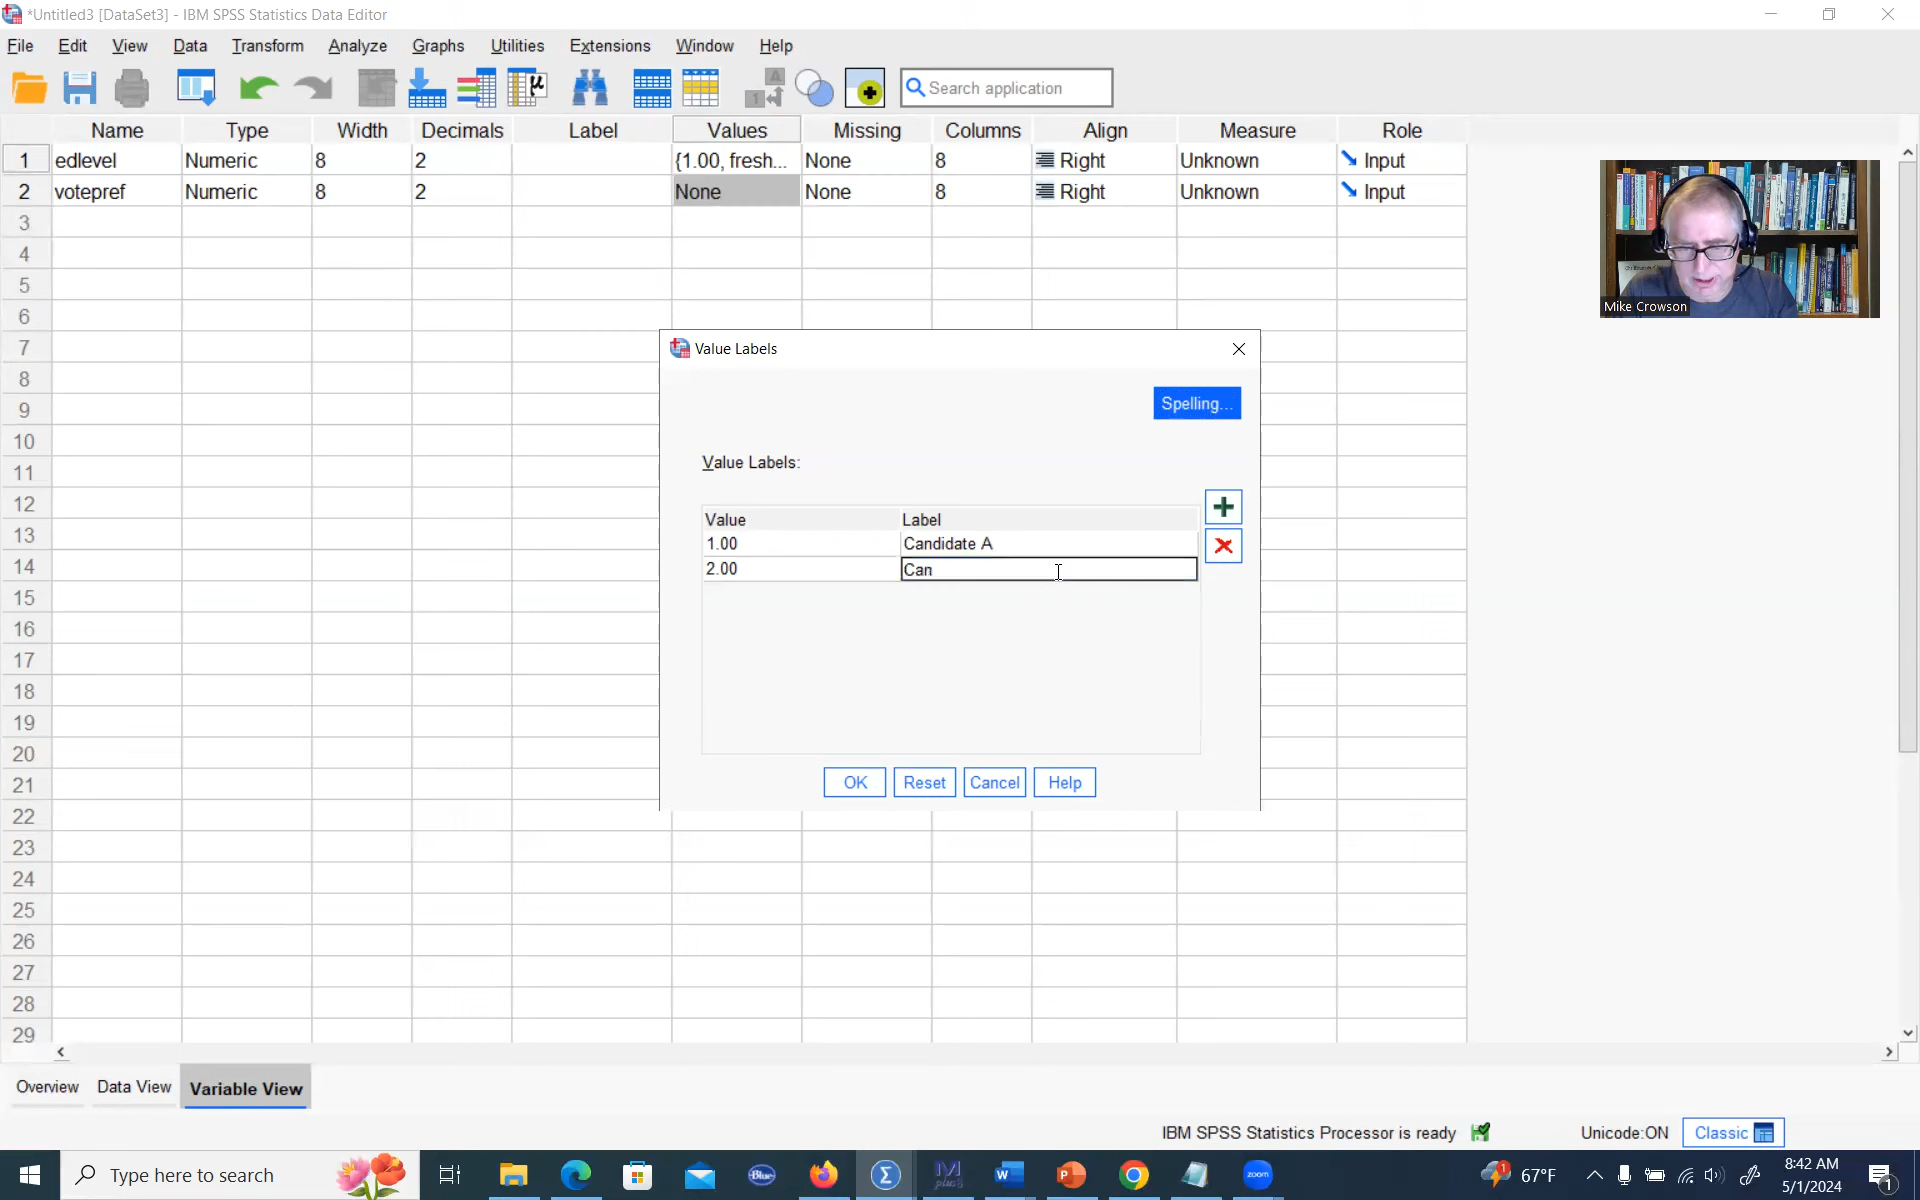 *Untitled3 [DataSet3] - IBM SPSS Statistics Data Editor
File Edit View Data Transform Analyze Graphs Utilities Extensions Window Help
Search application
Name Type Width Decimals Label Values Missing Columns Align Measure Role
1 edlevel Numeric 8 2 {1.00, fresh... None 8 Right Unknown Input
2 votepref Numeric 8 2 None None 8 Right Unknown Input
3
4
5
6
Mike Crowson
7
Value Labels
8
9
Spelling...
10
Value Labels:
11
12
Value Label
13
1.00 Candidate A
14
2.00 Can
15
16
17
18
19
20
21
OK Reset Cancel Help
22
23
24
25
26
27
28
29
Overview Data View Variable View
IBM SPSS Statistics Processor is ready Unicode:ON Classic
Type here to search
Blue
zoom
1
67°F
8:42 AM
5/1/2024
1